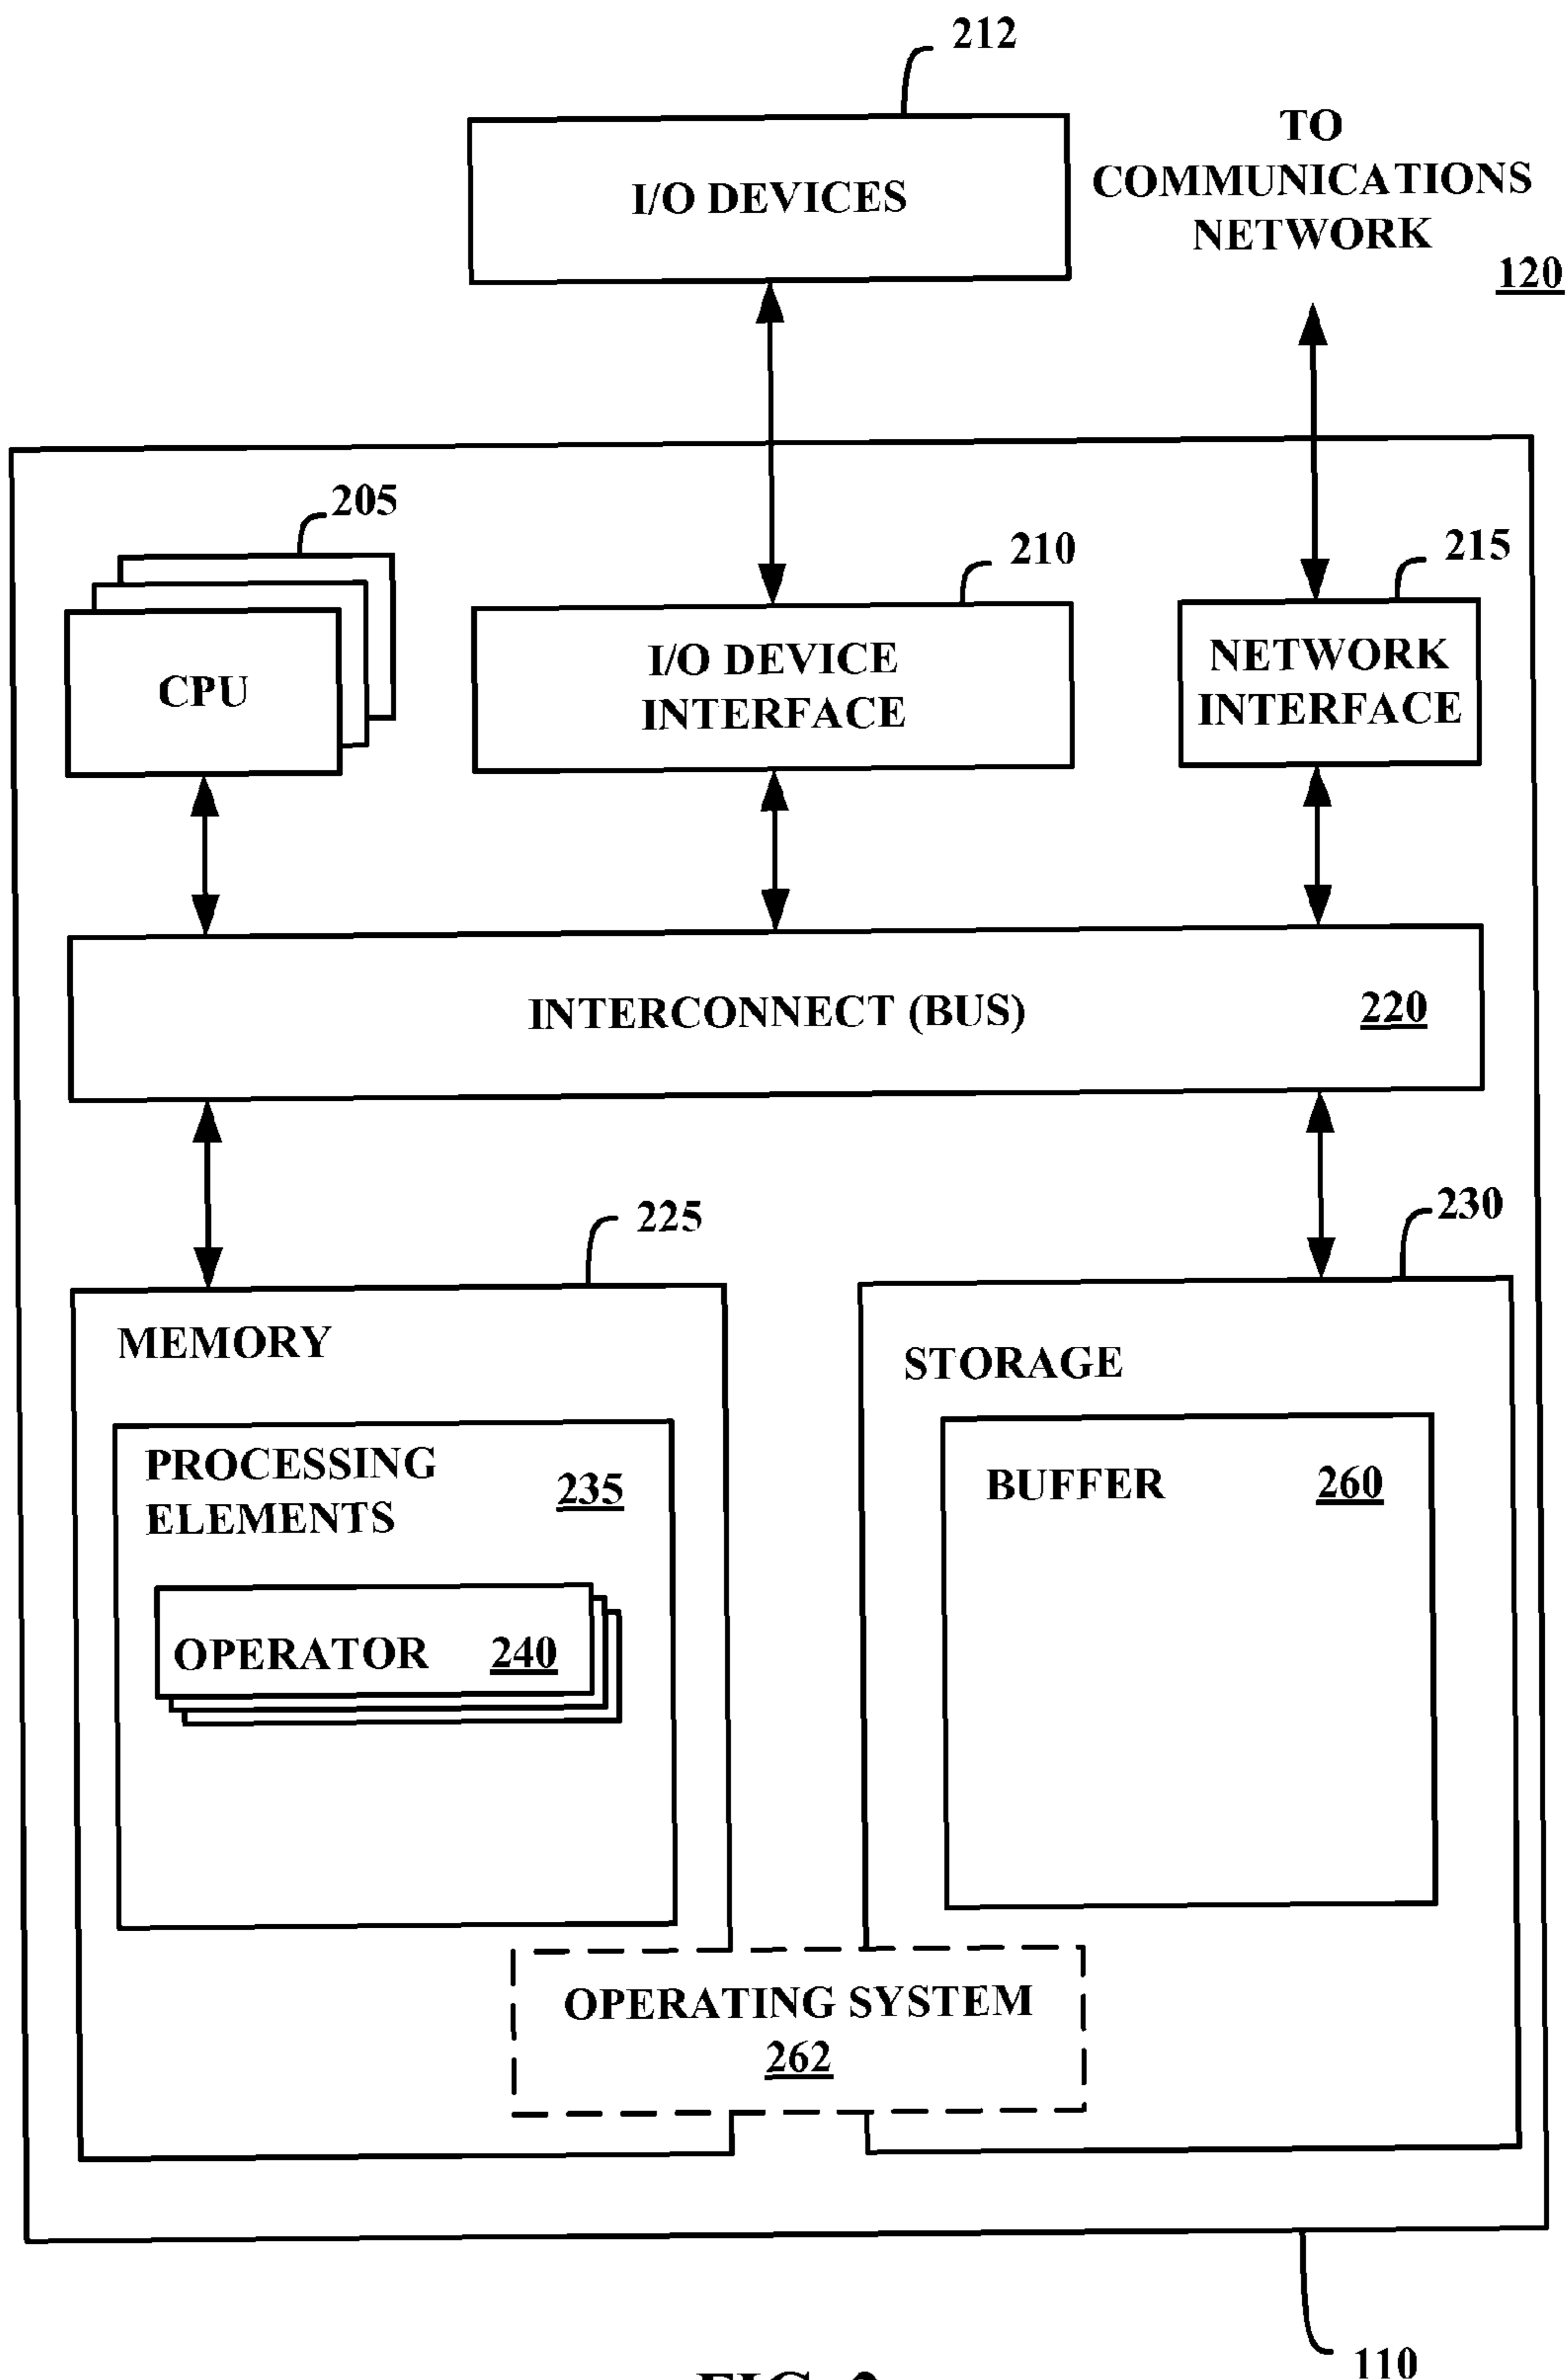 212
I/O DEVICES
TO
COMMUNICATIONS
NETWORK
120
205
CPU
210
I/O DEVICE
INTERFACE
215
NETWORK
INTERFACE
INTERCONNECT (BUS)
220
225
MEMORY
PROCESSING
ELEMENTS
235
OPERATOR
240
230
STORAGE
BUFFER
260
OPERATING SYSTEM
262
110